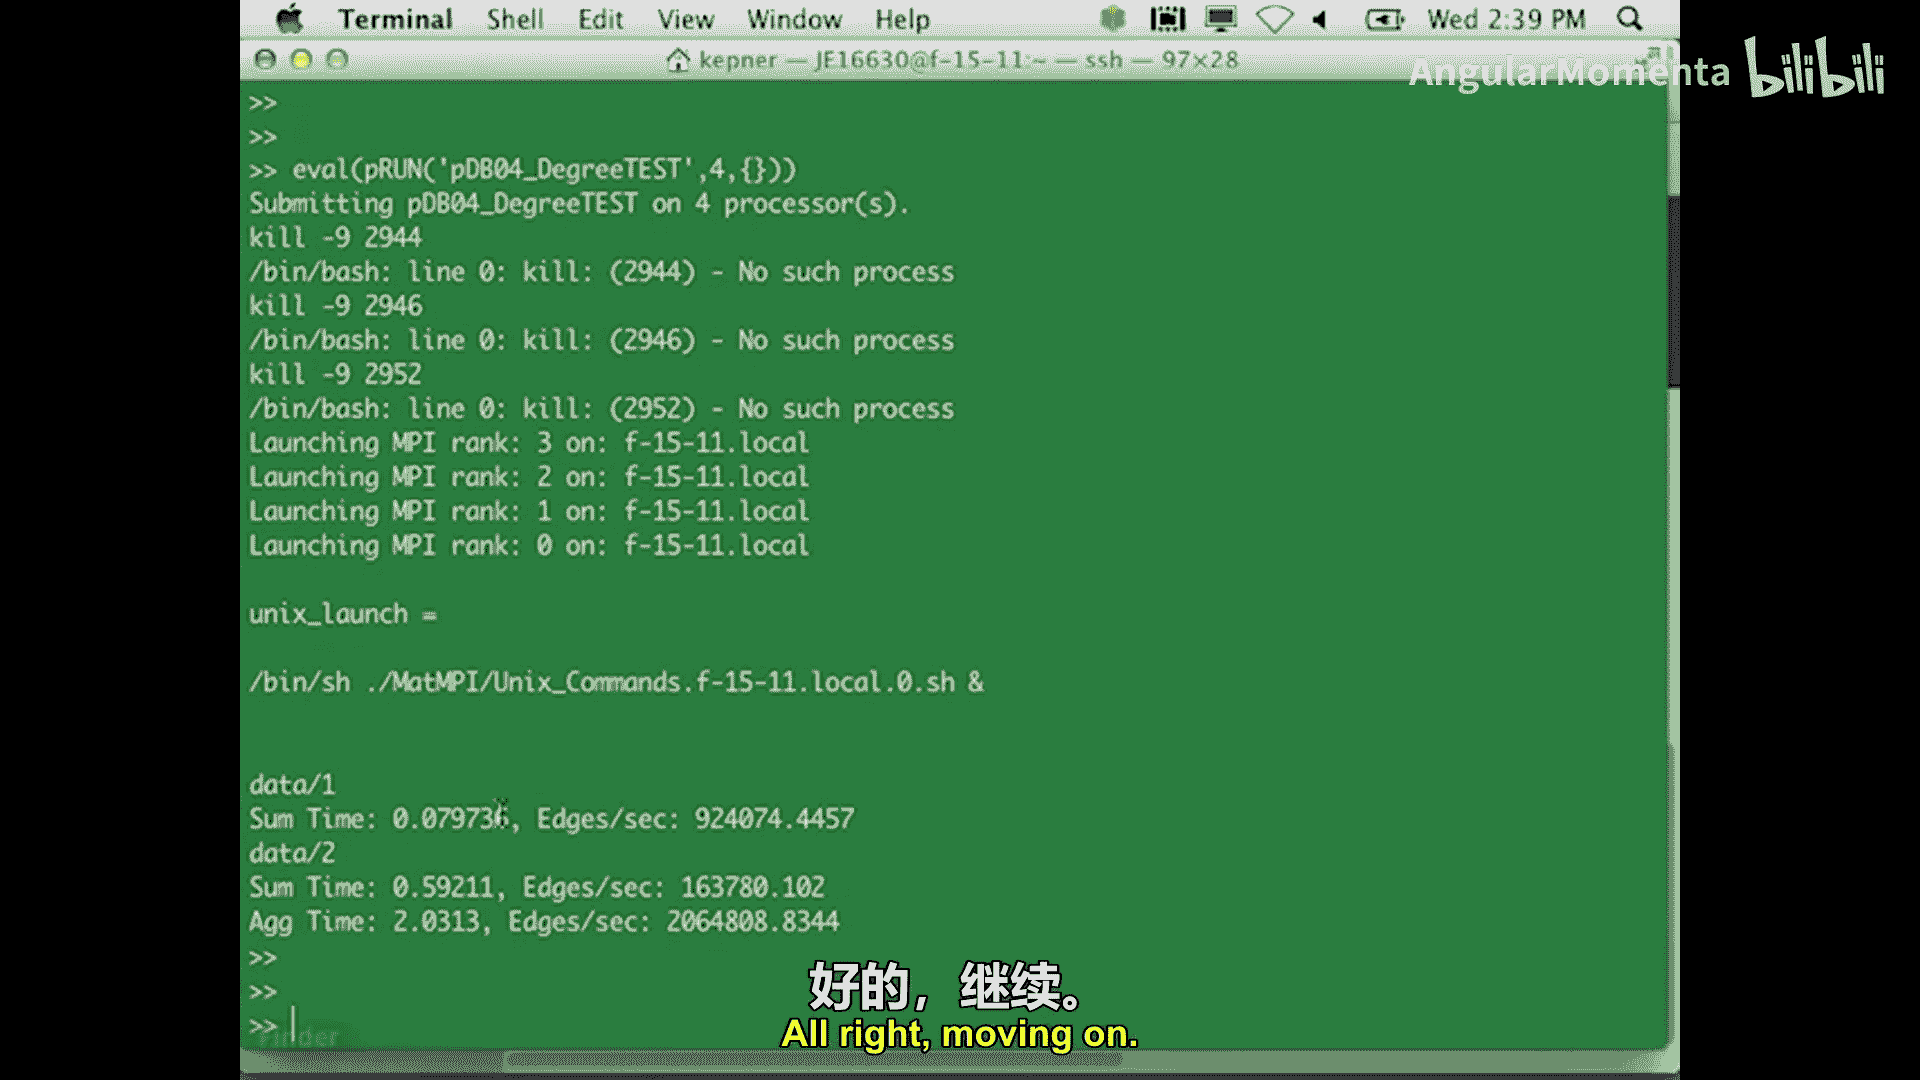 Terminal Shell Edit View Window Help Wed 2:39 PM
kepner — JE16630@f-15-11:~ — ssh — 97×28
AngularMomenta bilibili
>>
>>
>> eval(pRUN('pDB04_DegreeTEST',4,{}))
Submitting pDB04_DegreeTEST on 4 processor(s).
kill -9 2944
/bin/bash: line 0: kill: (2944) - No such process
kill -9 2946
/bin/bash: line 0: kill: (2946) - No such process
kill -9 2952
/bin/bash: line 0: kill: (2952) - No such process
Launching MPI rank: 3 on: f-15-11.local
Launching MPI rank: 2 on: f-15-11.local
Launching MPI rank: 1 on: f-15-11.local
Launching MPI rank: 0 on: f-15-11.local
unix_launch =
/bin/sh ./MatMPI/Unix_Commands.f-15-11.local.0.sh &
data/1
Sum Time: 0.079736, Edges/sec: 924074.4457
data/2
Sum Time: 0.59211, Edges/sec: 163780.102
Agg Time: 2.0313, Edges/sec: 2064808.8344
>>
>>
>>
Finder
好的，继续。
All right, moving on.